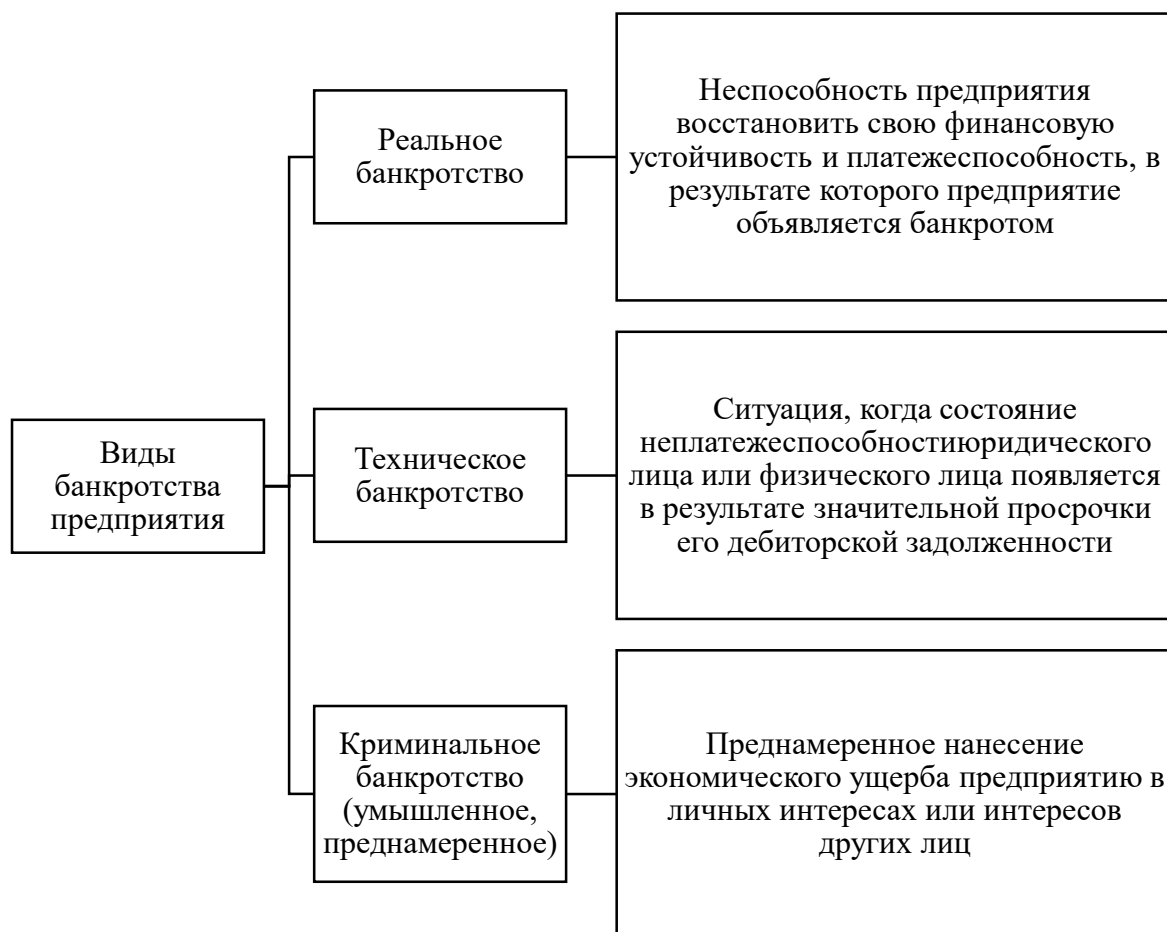 Виды
банкротства
предприятия
Реальное
банкротство
Неспособность предприятия
восстановить свою финансовую
устойчивость и платежеспособность, в
результате которого предприятие
объявляется банкротом
Техническое
банкротство
Ситуация, когда состояние
неплатежеспособностиюридического
лица или физического лица появляется
в результате значительной просрочки
его дебиторской задолженности
Криминальное
банкротство
(умышленное,
преднамеренное)
Преднамеренное нанесение
экономического ущерба предприятию в
личных интересах или интересов
других лиц